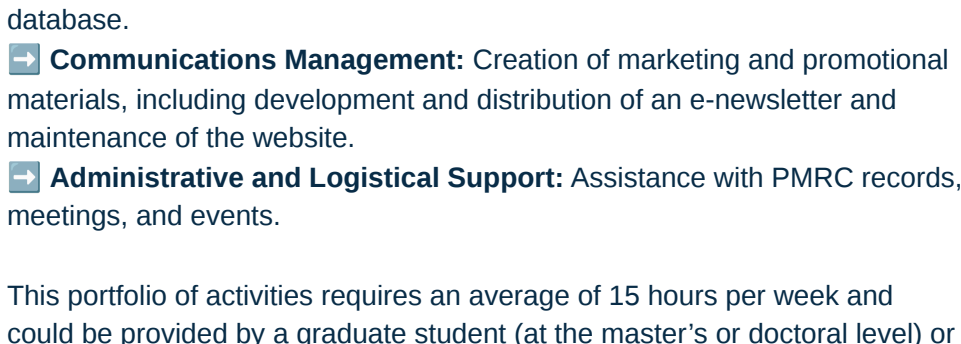 database.
➡️ Communications Management: Creation of marketing and promotional
materials, including development and distribution of an e-newsletter and
maintenance of the website.
➡️ Administrative and Logistical Support: Assistance with PMRC records,
meetings, and events.
This portfolio of activities requires an average of 15 hours per week and
could be provided by a graduate student (at the master’s or doctoral level) or